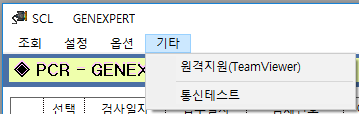 SCL GENEXPERT
조회 설정 옵션 기타
원격지원(TeamViewer)
◈ PCR - GENEX
통신테스트
선택 검사일자